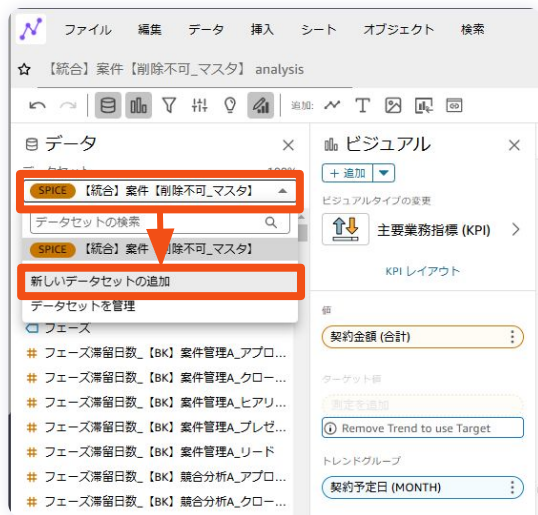 ファイル 編集 データ 挿入 シート オブジェクト 検索
【統合】案件【削除不可_マスタ】 analysis
追加:
データ
ビジュアル
+ 追加
SPICE 【統合】案件【削除不可_マスタ】
ビジュアルタイプの変更
データセットの検索
主要業務指標 (KPI)
SPICE 【統合】案件【削除不可_マスタ】
KPI レイアウト
新しいデータセットの追加
データセットを管理
値
フェーズ
契約金額 (合計)
フェーズ滞留日数_【BK】案件管理A_アプロ...
フェーズ滞留日数_【BK】案件管理A_クロー...
ターゲット値
フェーズ滞留日数_【BK】案件管理A_ヒアリ...
測定を追加
フェーズ滞留日数_【BK】案件管理A_プレゼ...
Remove Trend to use Target
フェーズ滞留日数_【BK】案件管理A_リード
トレンドグループ
フェーズ滞留日数_【BK】競合分析A_アプロ...
契約予定日 (MONTH)
フェーズ滞留日数_【BK】競合分析A_クロー...